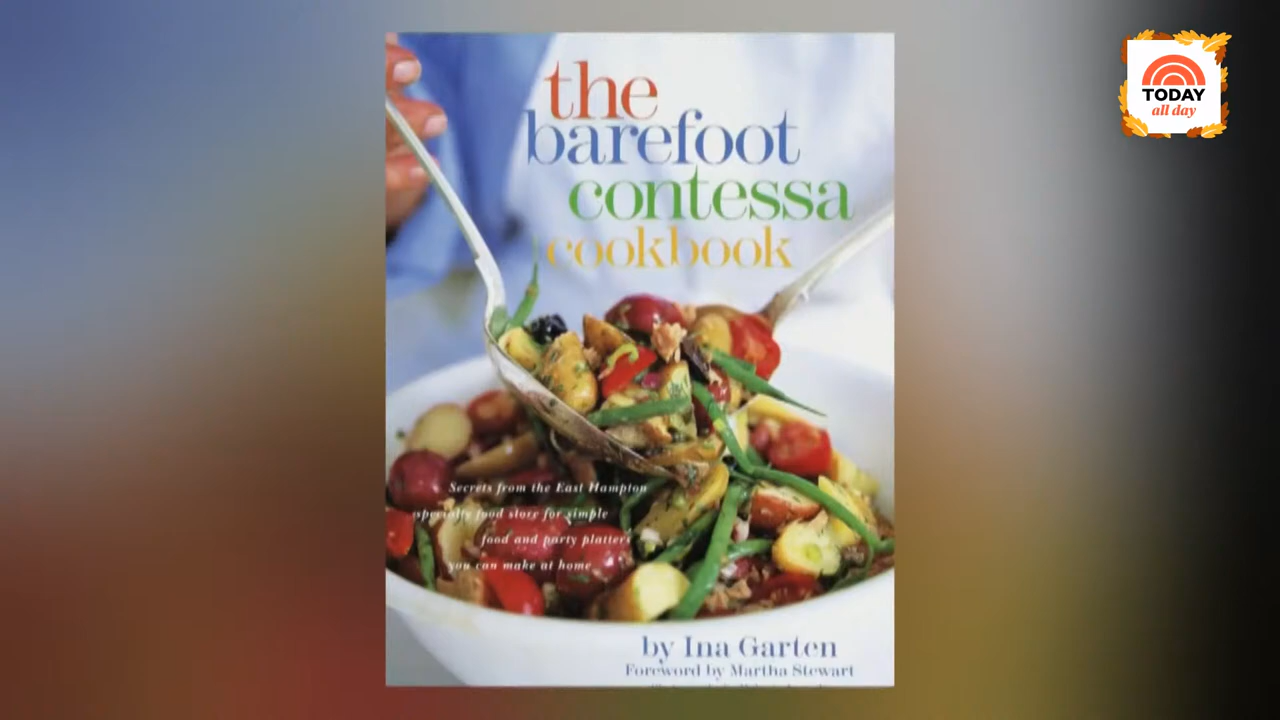 the
barefoot
contessa
cookbook
Secrets from the East Hampton
specialty food store for simple
food and party platters
you can make at home
by Ina Garten
Foreword by Martha Stewart
TODAY
all day